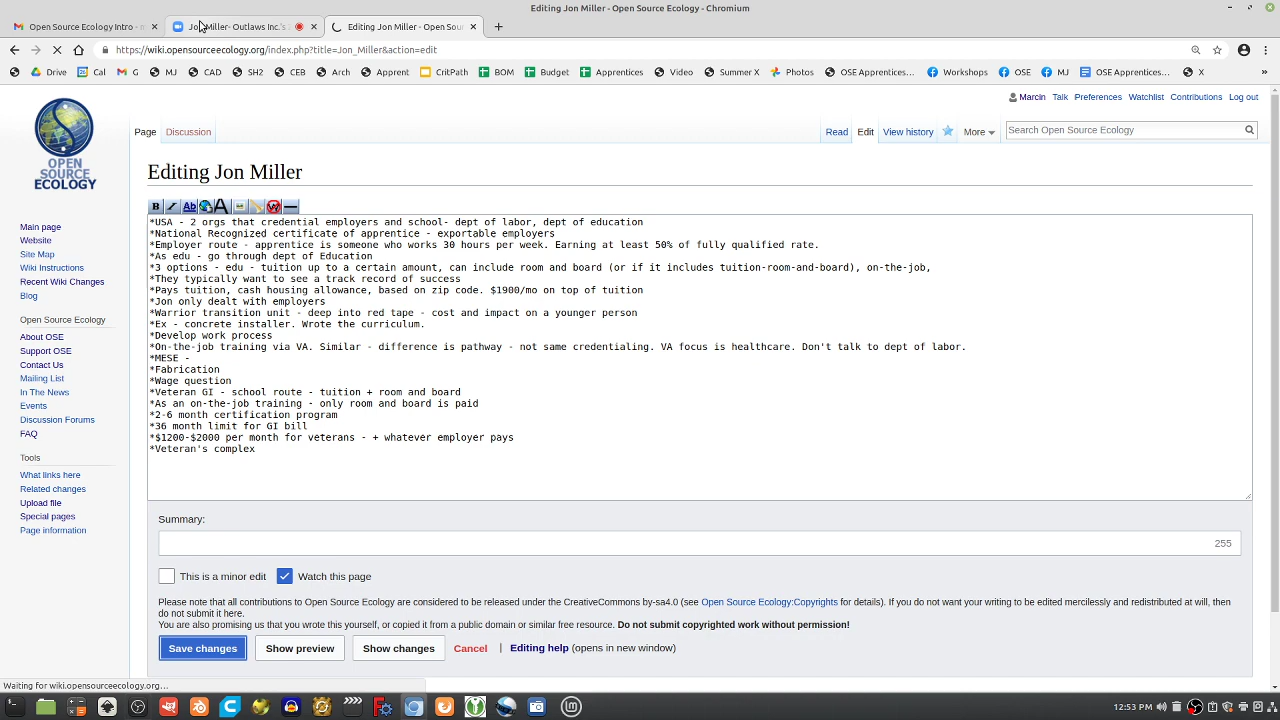 Editing Jon Miller - Open Source Ecology - Chromium
Open Source Ecology Intro - m
Jon Miller- Outlaws Inc.'s
Editing Jon Miller - Open Sou
https://wiki.opensourceecology.org/index.php?title=Jon_Miller&action=edit
Drive Cal G MJ CAD SH2 CEB Arch Apprent CritPath BOM Budget Apprentices Video Summer X Photos OSE Apprentices... Workshops OSE MJ OSE Apprentices... X »
Marcin Talk Preferences Watchlist Contributions Log out
Page Discussion Read Edit View history More Search Open Source Ecology
OPEN
SOURCE
ECOLOGY
Editing Jon Miller
B Ab A
Main page
Website
Site Map
Wiki Instructions
Recent Wiki Changes
Blog
Open Source Ecology
About OSE
Support OSE
Contact Us
Mailing List
In The News
Events
Discussion Forums
FAQ
Tools
What links here
Related changes
Upload file
Special pages
Page information
*USA - 2 orgs that credential employers and school- dept of labor, dept of education
*National Recognized certificate of apprentice - exportable employers
*Employer route - apprentice is someone who works 30 hours per week. Earning at least 50% of fully qualified rate.
*As edu - go through dept of Education
*3 options - edu - tuition up to a certain amount, can include room and board (or if it includes tuition-room-and-board), on-the-job,
*They typically want to see a track record of success
*Pays tuition, cash housing allowance, based on zip code. $1900/mo on top of tuition
*Jon only dealt with employers
*Warrior transition unit - deep into red tape - cost and impact on a younger person
*Ex - concrete installer. Wrote the curriculum.
*Develop work process
*On-the-job training via VA. Similar - difference is pathway - not same credentialing. VA focus is healthcare. Don't talk to dept of labor.
*MESE -
*Fabrication
*Wage question
*Veteran GI - school route - tuition + room and board
*As an on-the-job training - only room and board is paid
*2-6 month certification program
*36 month limit for GI bill
*$1200-$2000 per month for veterans - + whatever employer pays
*Veteran's complex
Summary:
255
This is a minor edit Watch this page
Please note that all contributions to Open Source Ecology are considered to be released under the CreativeCommons by-sa4.0 (see Open Source Ecology:Copyrights for details). If you do not want your writing to be edited mercilessly and redistributed at will, then
do not submit it here.
You are also promising us that you wrote this yourself, or copied it from a public domain or similar free resource. Do not submit copyrighted work without permission!
Save changes Show preview Show changes Cancel | Editing help (opens in new window)
Waiting for wiki.opensourceecology.org...
12:53 PM